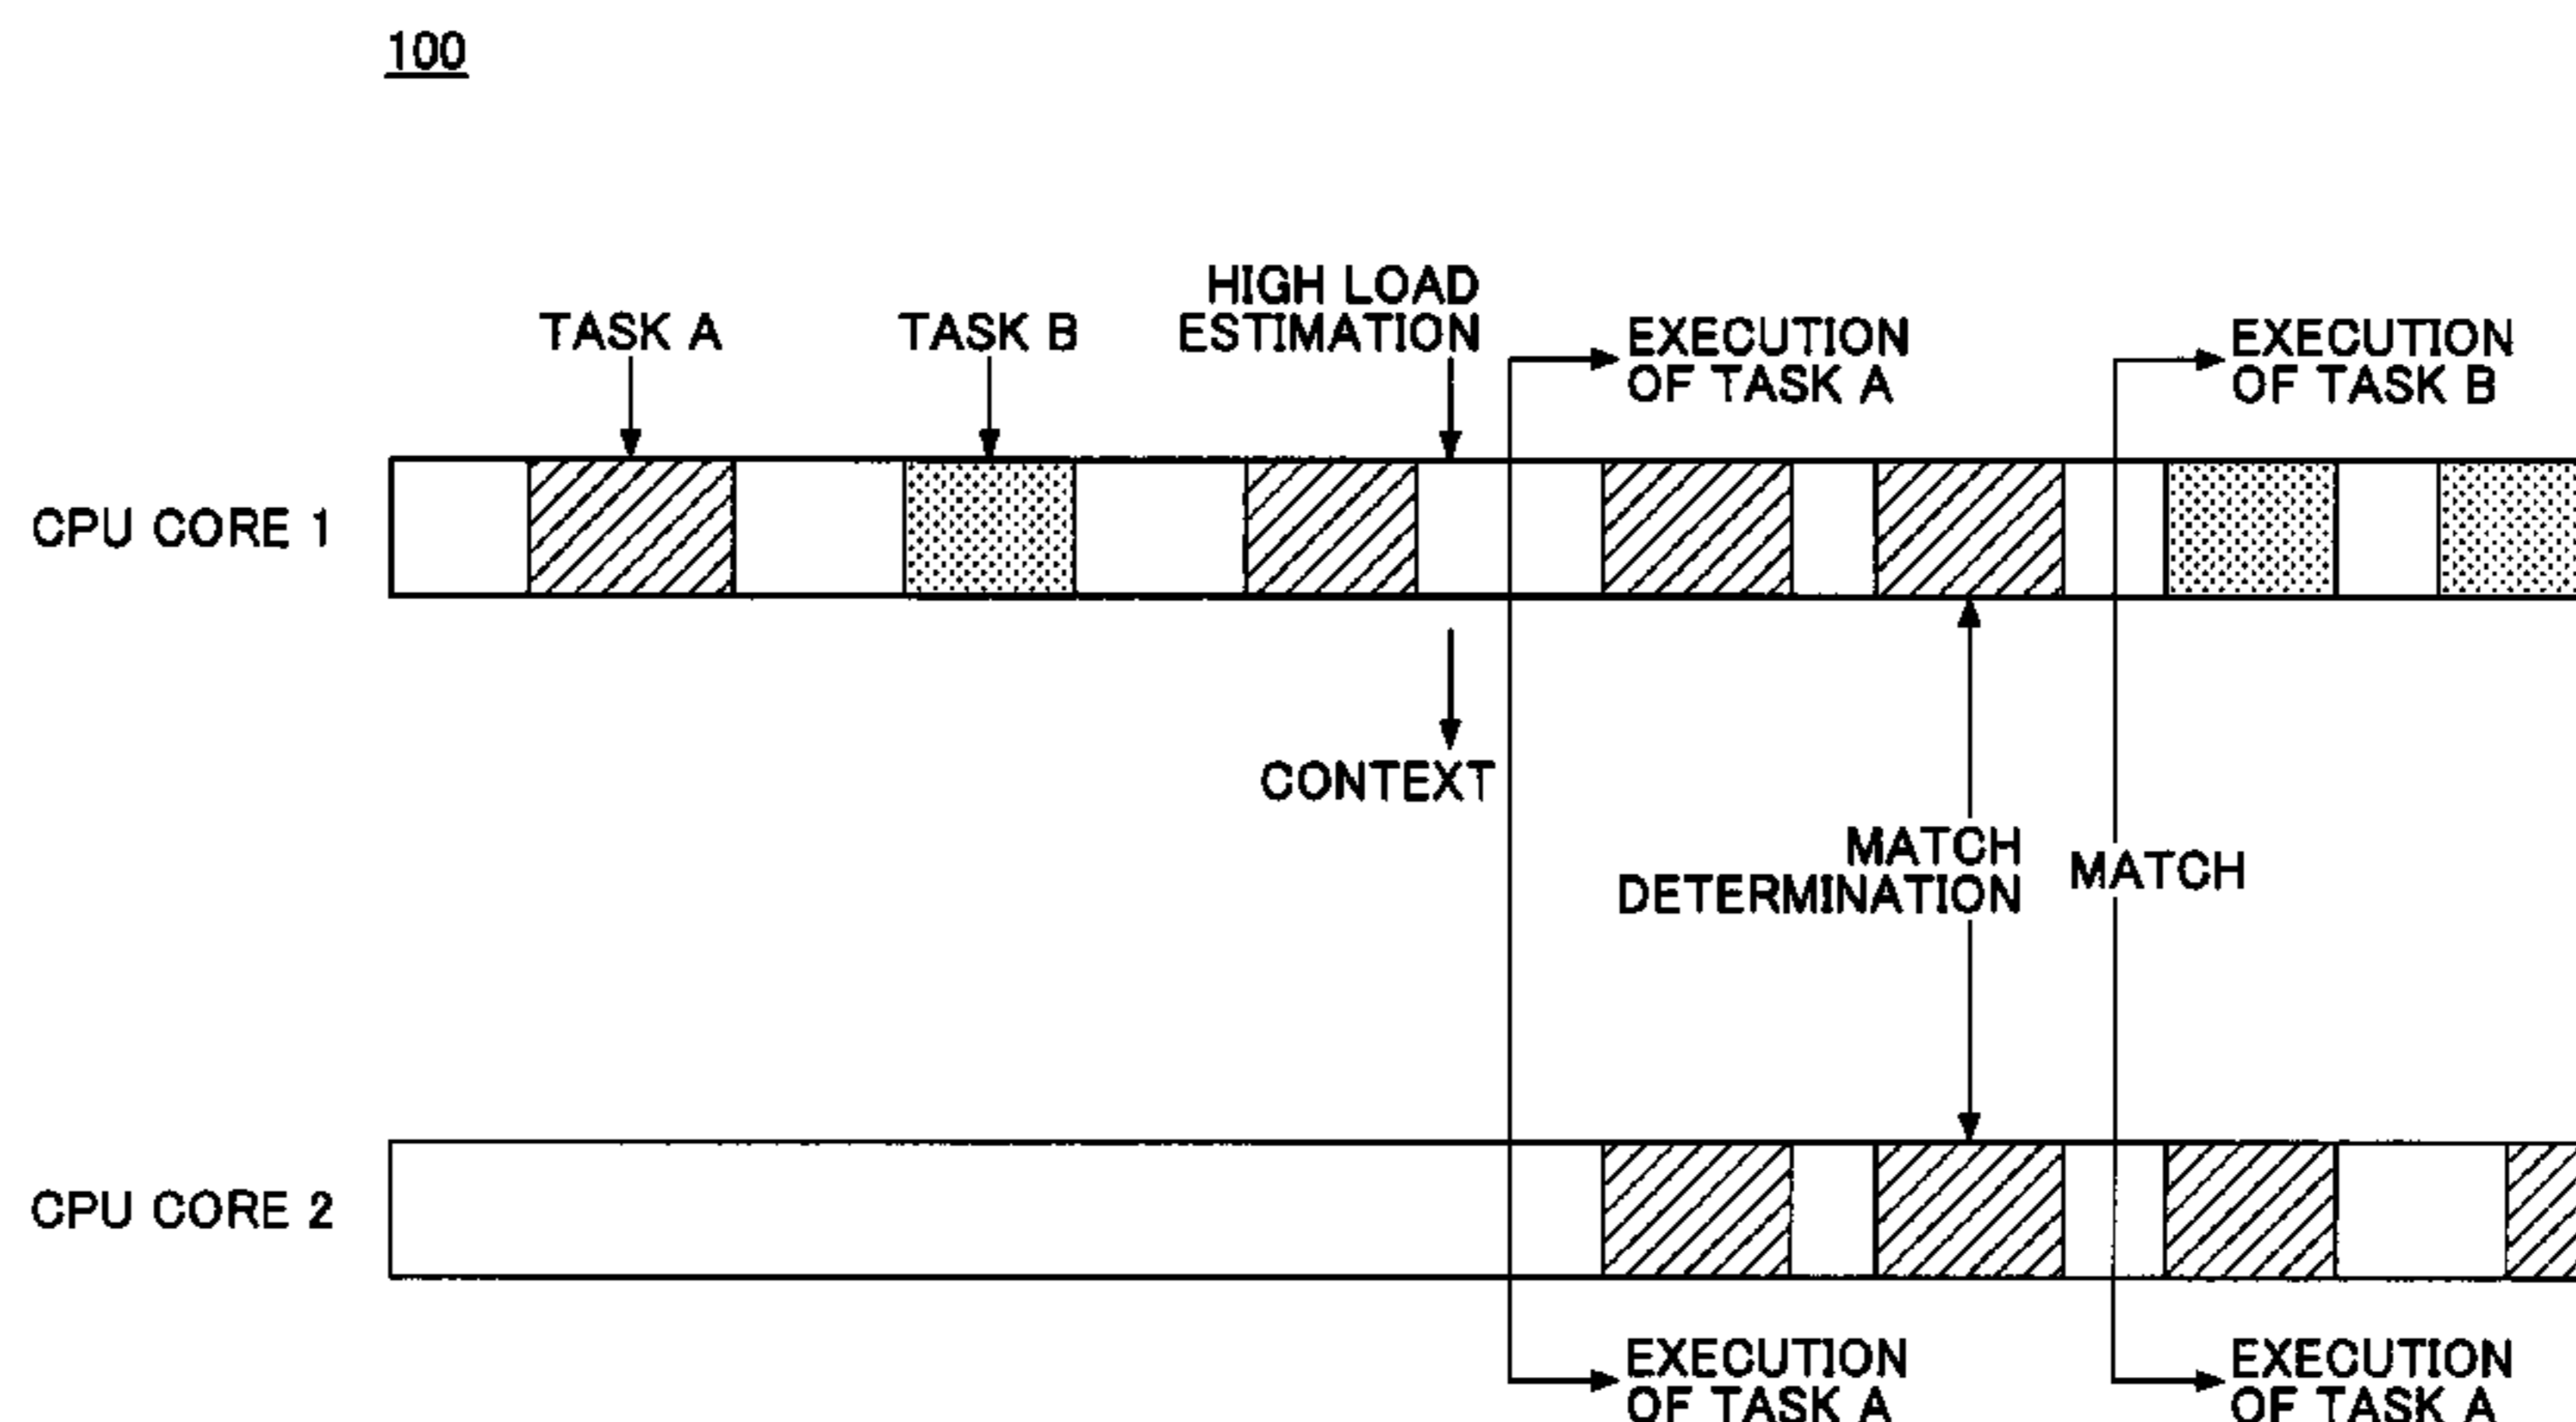 100
HIGH LOAD
ESTIMATION
TASK A
TASK B
EXECUTION
OF TASK A
EXECUTION
OF TASK B
CPU CORE 1
CONTEXT
MATCH
DETERMINATION
MATCH
CPU CORE 2
EXECUTION
OF TASK A
EXECUTION
OF TASK A